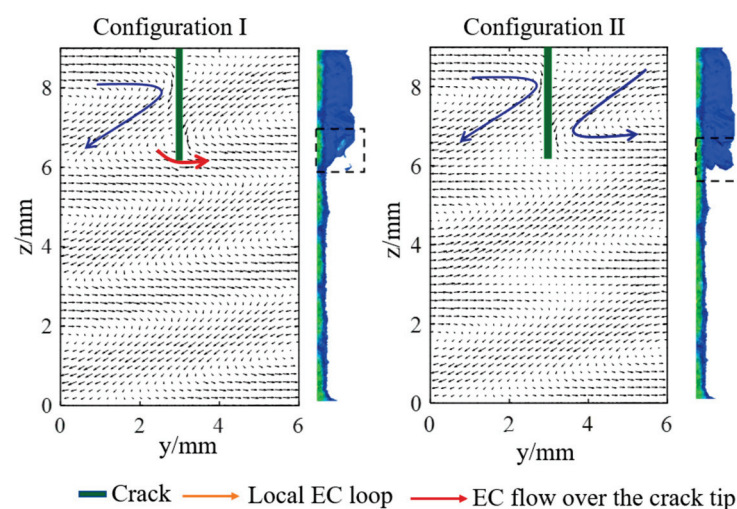 Configuration I
Configuration II
8
6
4
2
0
z/mm
0 2 4 6
y/mm
8
6
4
2
0
z/mm
0 2 4 6
y/mm
Crack Local EC loop EC flow over the crack tip